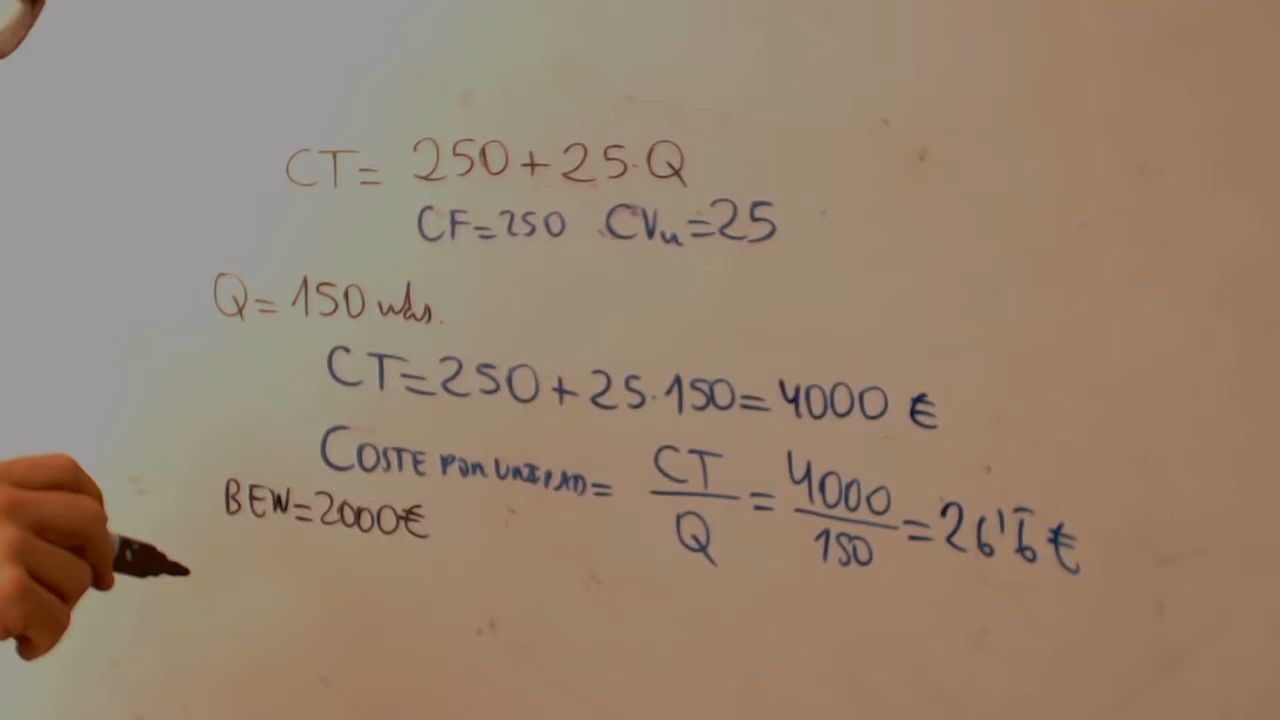 CT= 250+25·Q
CF=250 CVu=25
Q=150 uds.
CT=250+25·150=4000 €
COSTE POR UNIDAD= CT/Q = 4000/150 = 26'6̄ €
BEN=2000€